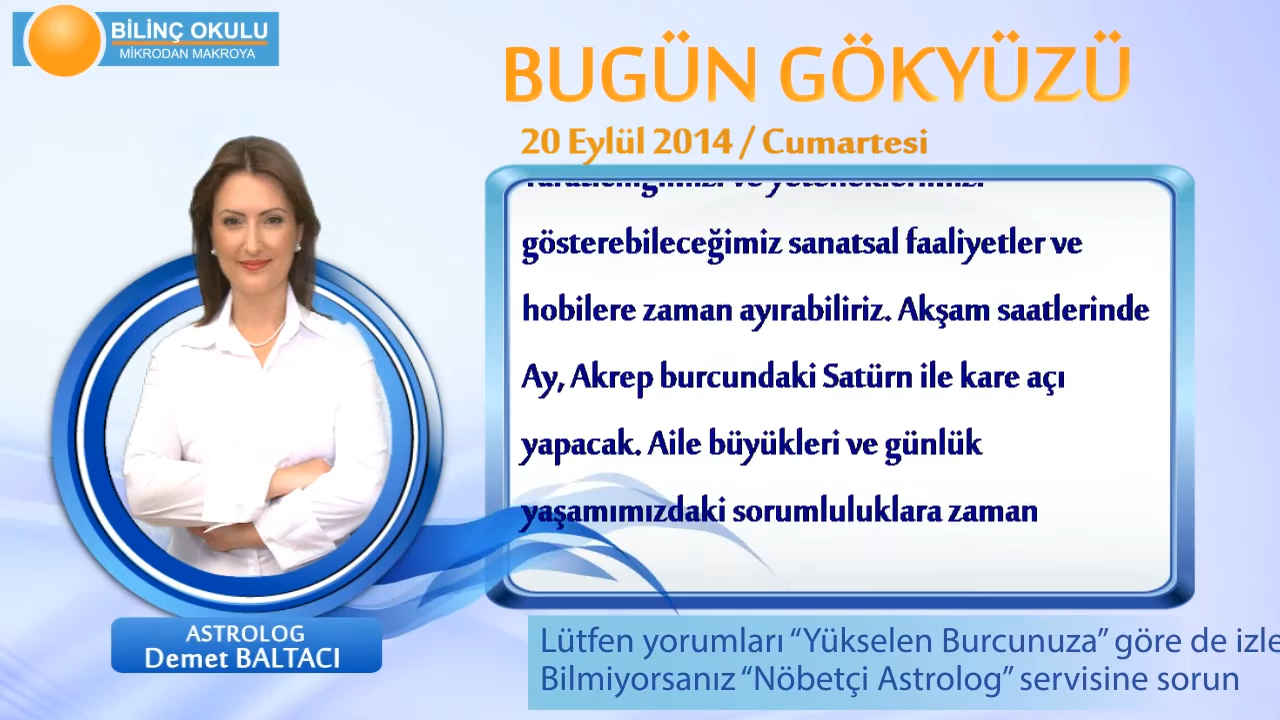 BİLİNÇ OKULU
MİKRODAN MAKROYA
BUGÜN GÖKYÜZÜ
20 Eylül 2014 / Cumartesi
gösterebileceğimiz sanatsal faaliyetler ve
hobilere zaman ayırabiliriz. Akşam saatlerinde
Ay, Akrep burcundaki Satürn ile kare açı
yapacak. Aile büyükleri ve günlük
yaşamımızdaki sorumluluklara zaman
ASTROLOG
Demet BALTACI
Lütfen yorumları “Yükselen Burcunuza” göre de izle
Bilmiyorsanız “Nöbetçi Astrolog” servisine sorun